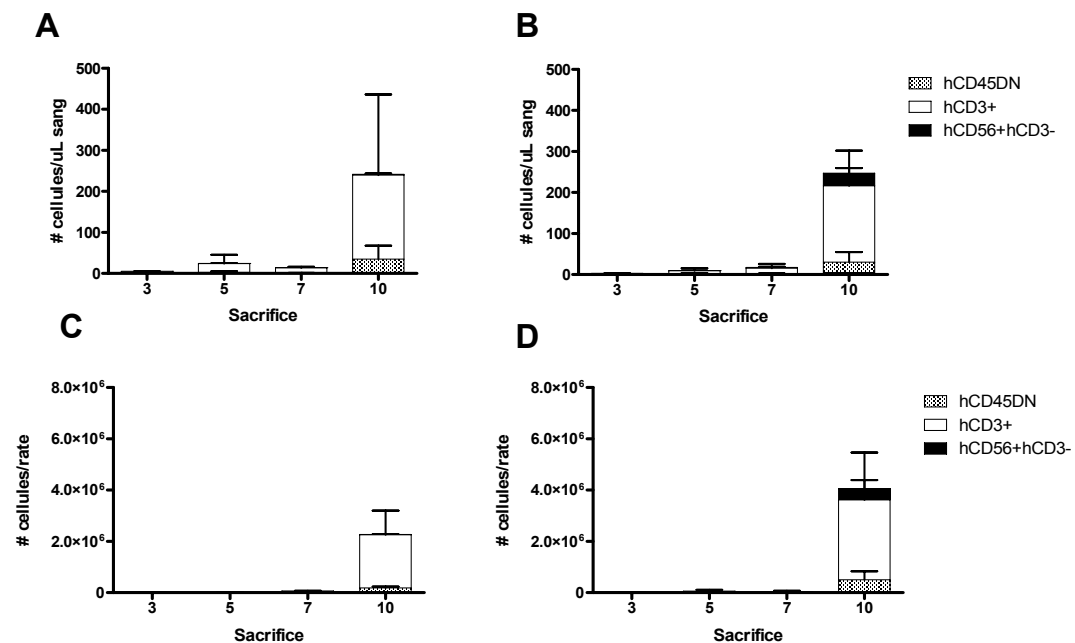 A
500
400
300
200
100
0
# cellules/uL sang
3 5 7 10
Sacrifice
B
500
400
300
200
100
0
# cellules/uL sang
3 5 7 10
Sacrifice
hCD45DN
hCD3+
hCD56+hCD3-
C
8.0×10⁶
6.0×10⁶
4.0×10⁶
2.0×10⁶
0
# cellules/rate
3 5 7 10
Sacrifice
D
8.0×10⁶
6.0×10⁶
4.0×10⁶
2.0×10⁶
0
# cellules/rate
3 5 7 10
Sacrifice
hCD45DN
hCD3+
hCD56+hCD3-